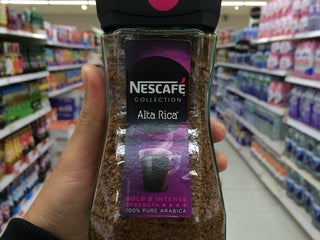 NESCAFÉ
COLLECTION
Alta Rica
BOLD & INTENSE
STRENGTH
100% PURE ARABICA